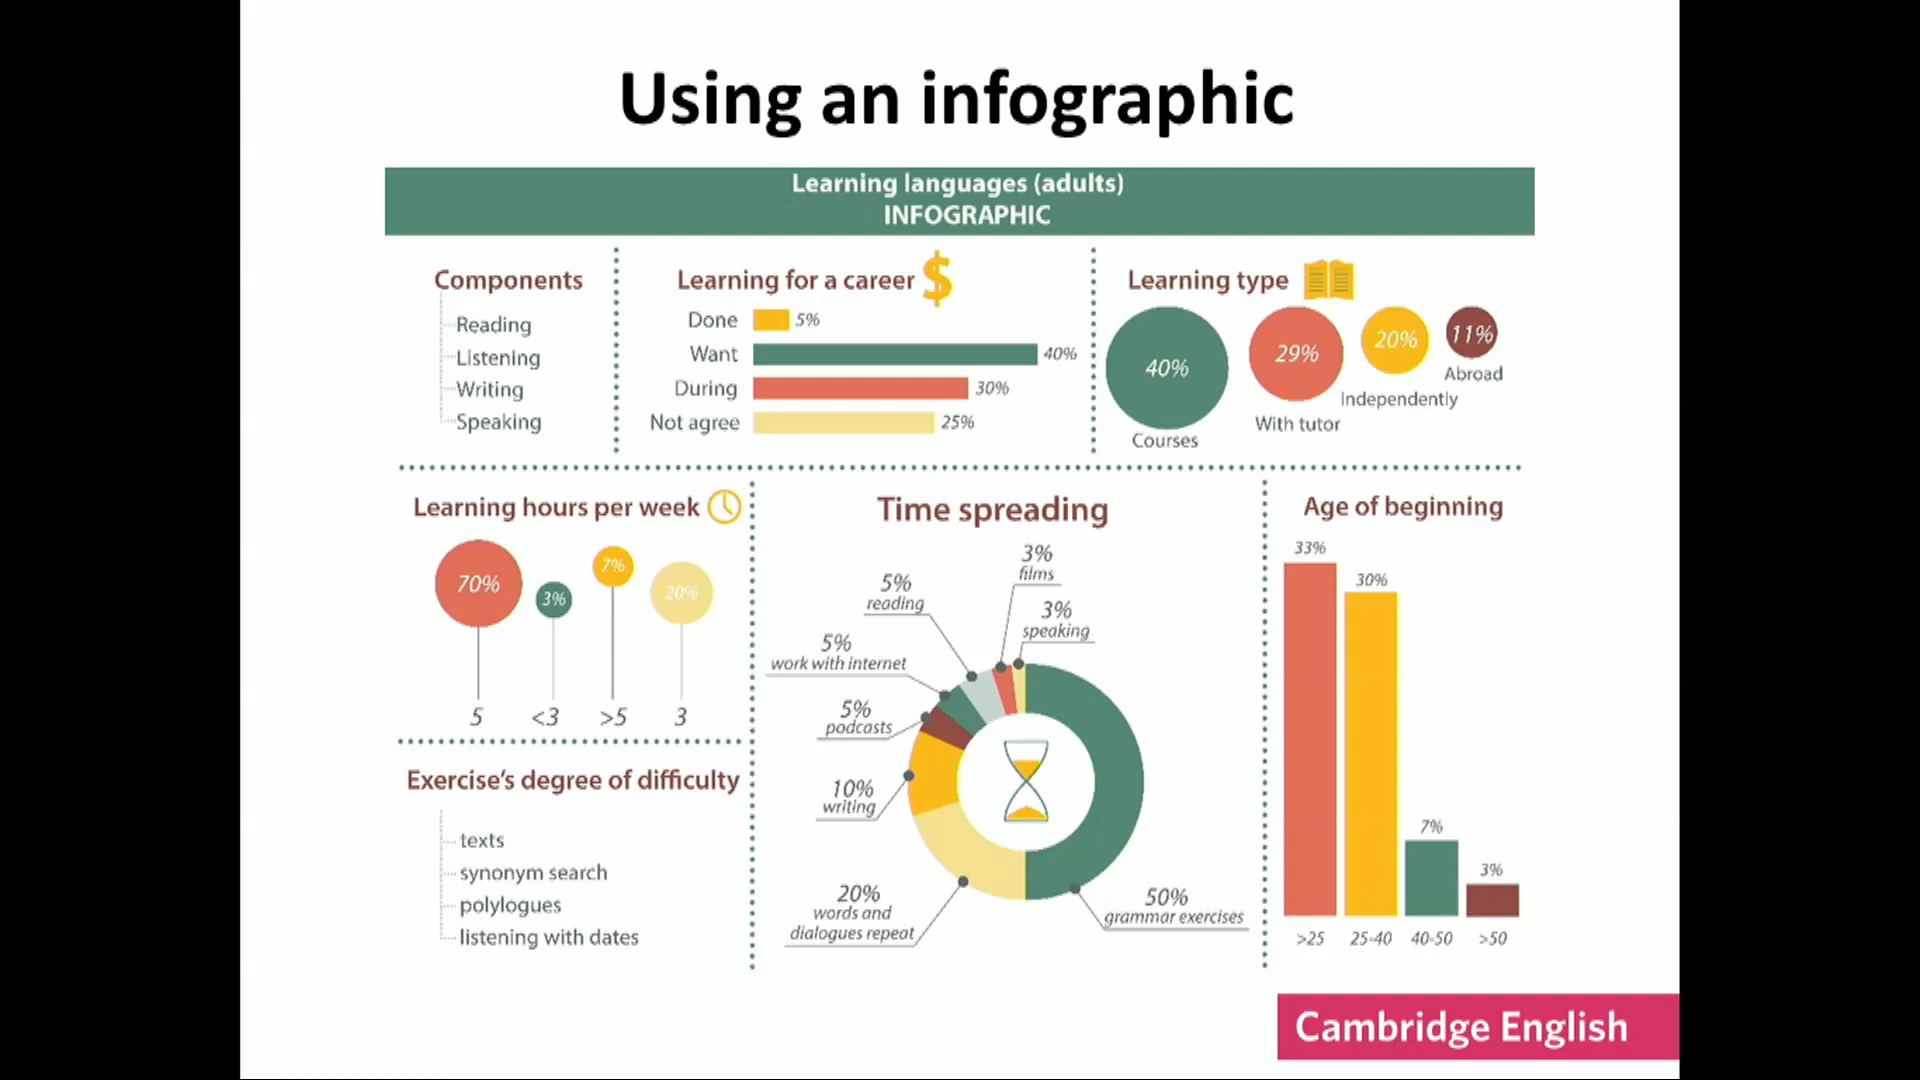 Using an infographic
Learning languages (adults)
INFOGRAPHIC
Components
Reading
Listening
Writing
Speaking
Learning for a career $
Done 5%
Want 40%
During 30%
Not agree 25%
Learning type
40%
Courses
29%
With tutor
20%
Independently
11%
Abroad
Learning hours per week
70% 3% 7% 20%
5 <3 >5 3
Exercise's degree of difficulty
texts
synonym search
polylogues
listening with dates
Time spreading
3%
films
3%
speaking
5%
reading
5%
work with internet
5%
podcasts
10%
writing
20%
words and
dialogues repeat
50%
grammar exercises
Age of beginning
33% 30% 7% 3%
>25 25-40 40-50 >50
Cambridge English